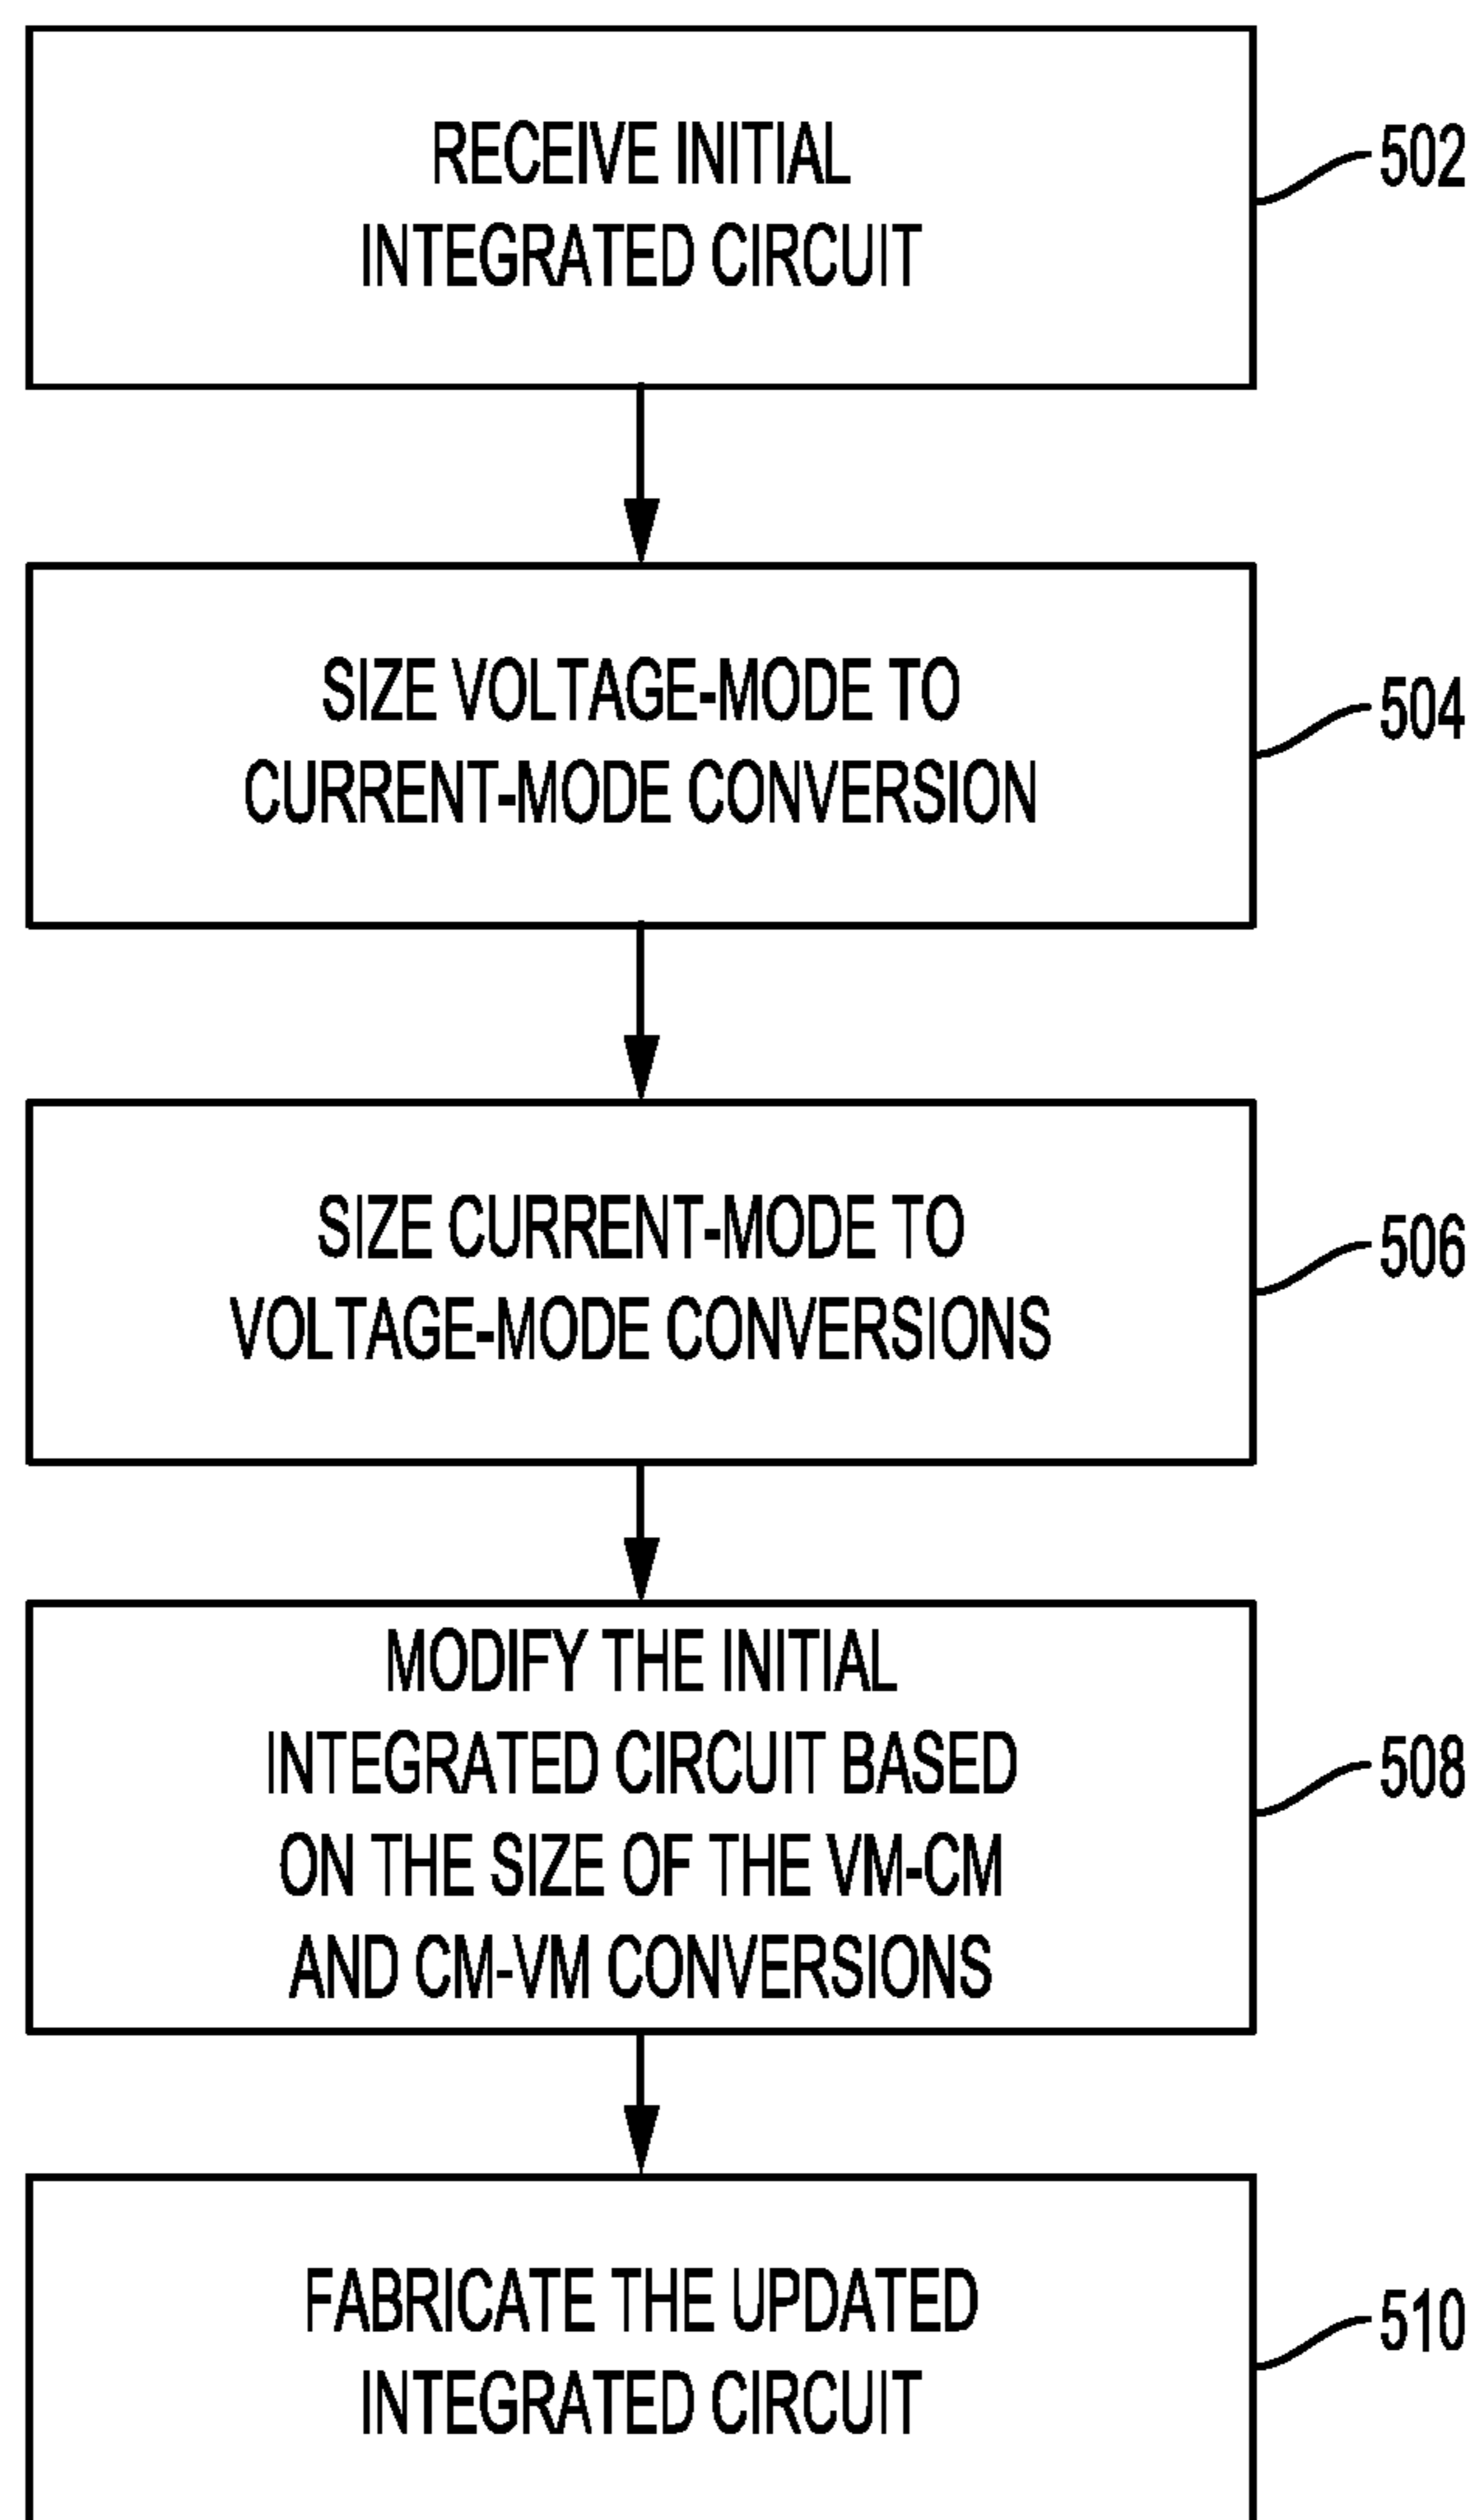 RECEIVE INITIAL
INTEGRATED CIRCUIT
502
SIZE VOLTAGE-MODE TO
CURRENT-MODE CONVERSION
504
SIZE CURRENT-MODE TO
VOLTAGE-MODE CONVERSIONS
506
MODIFY THE INITIAL
INTEGRATED CIRCUIT BASED
ON THE SIZE OF THE VM-CM
AND CM-VM CONVERSIONS
508
FABRICATE THE UPDATED
INTEGRATED CIRCUIT
510